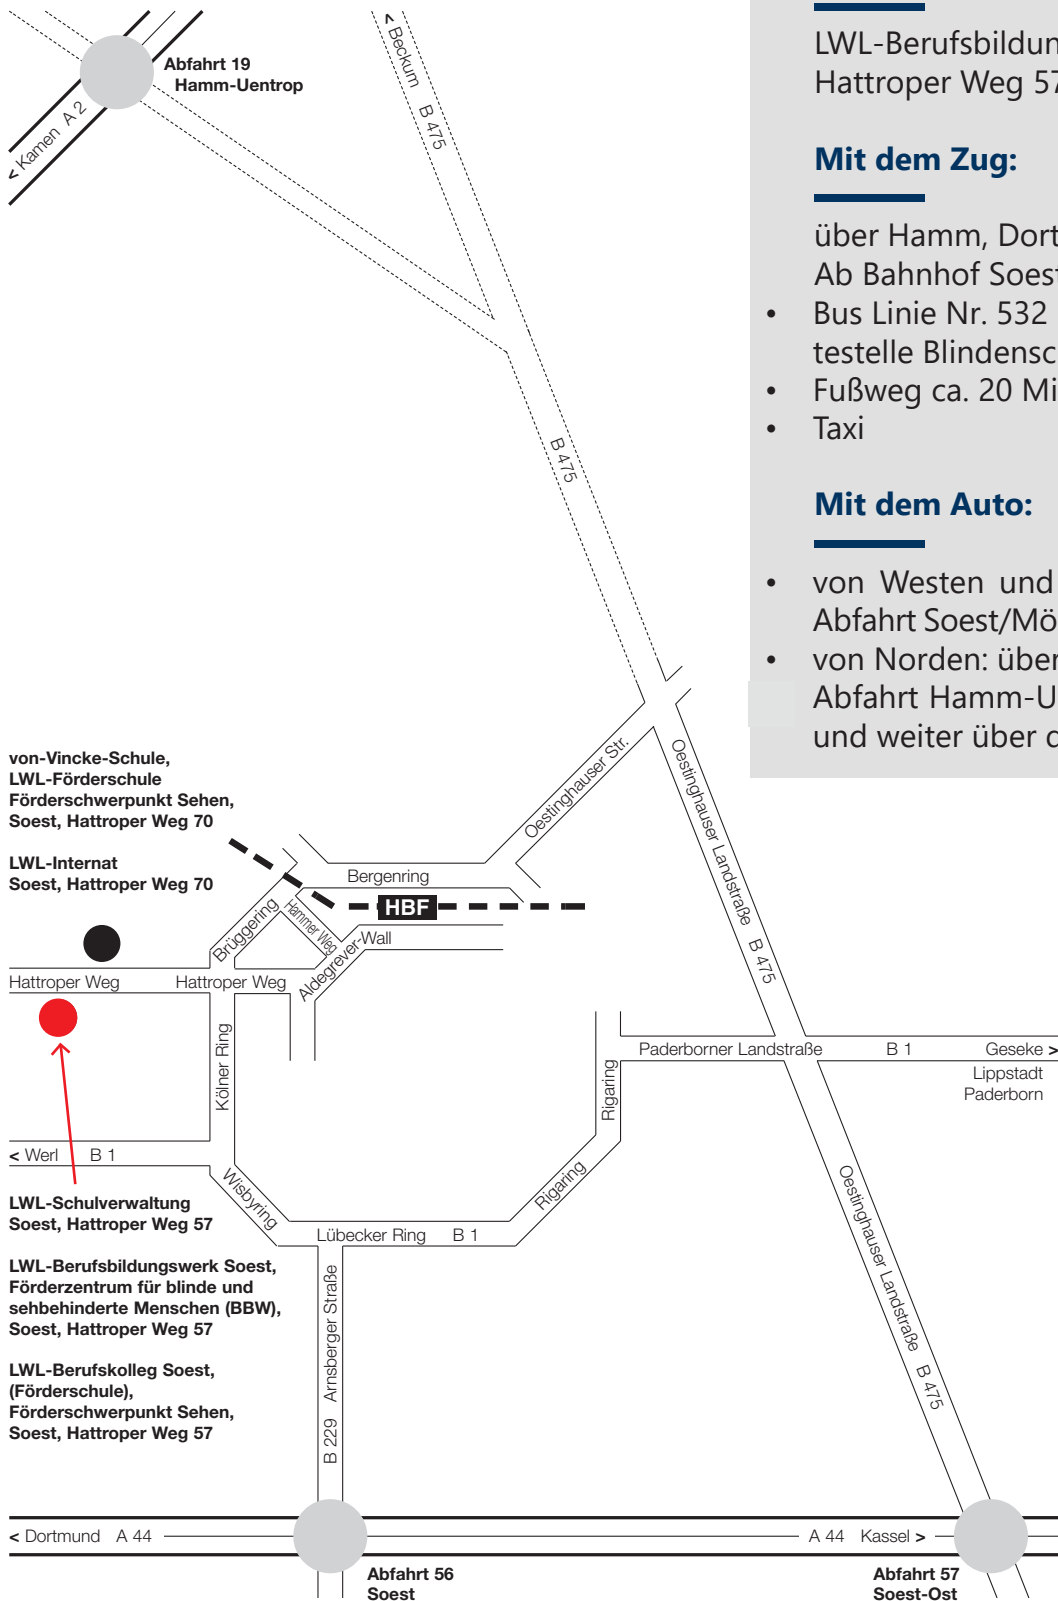 Abfahrt 19
Hamm-Uentrop
< Kamen A 2
< Beckum B 475
B 475
LWL-Berufsbildun
Hattroper Weg 57
Mit dem Zug:
über Hamm, Dort
Ab Bahnhof Soest
• Bus Linie Nr. 532
testelle Blindensc
• Fußweg ca. 20 Mi
• Taxi
Mit dem Auto:
• von Westen und
Abfahrt Soest/Mö
• von Norden: über
Abfahrt Hamm-U
und weiter über d
von-Vincke-Schule,
LWL-Förderschule
Förderschwerpunkt Sehen,
Soest, Hattroper Weg 70
LWL-Internat
Soest, Hattroper Weg 70
Oestinghauser Str.
Oestinghauser Landstraße B 475
Bergenring
HBF
Brüggering
Hammer Weg
Aldegrever-Wall
Hattroper Weg
Hattroper Weg
Kölner Ring
Rigaring
Paderborner Landstraße B 1 Geseke >
Lippstadt
Paderborn
< Werl B 1
Wisbyring
Rigaring
Lübecker Ring B 1
Oestinghauser Landstraße B 475
LWL-Schulverwaltung
Soest, Hattroper Weg 57
LWL-Berufsbildungswerk Soest,
Förderzentrum für blinde und
sehbehinderte Menschen (BBW),
Soest, Hattroper Weg 57
LWL-Berufskolleg Soest,
(Förderschule),
Förderschwerpunkt Sehen,
Soest, Hattroper Weg 57
B 229 Arnsberger Straße
< Dortmund A 44
A 44 Kassel >
Abfahrt 56
Soest
Abfahrt 57
Soest-Ost